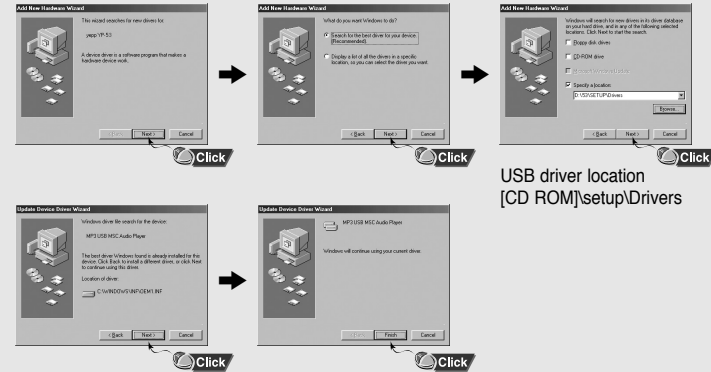 Add New Hardware Wizard
This wizard searches for new drivers for:
yepp YP-53
A device driver is a software program that makes a
hardware device work.
Next >
Cancel
Click
Add New Hardware Wizard
What do you want Windows to do?
Search for the best driver for your device.
(Recommended).
Display a list of all the drivers in a specific
location, so you can select the driver you want.
< Back
Next >
Cancel
Click
Add New Hardware Wizard
Windows will search for new drivers in its driver database
on your hard drive, and in any of the following selected
locations. Click Next to start the search.
Floppy disk drives
CD-ROM drive
Microsoft Windows Update
Specify a location:
D:\53\SETUP\Drivers
Browse...
< Back
Next >
Cancel
Click
USB driver location
[CD ROM]\setup\Drivers
Update Device Driver Wizard
Windows driver file search for the device:
MP3 USB MSC Audio Player
The best driver Windows found is already installed for this
device. Click Back to install a different driver, or click Next
to continue using this driver.
Location of driver:
C:\WINDOWS\INF\OEM1.INF
< Back
Next >
Cancel
Click
Update Device Driver Wizard
MP3 USB MSC Audio Player
Windows will continue using your current driver.
Finish
Cancel
Click